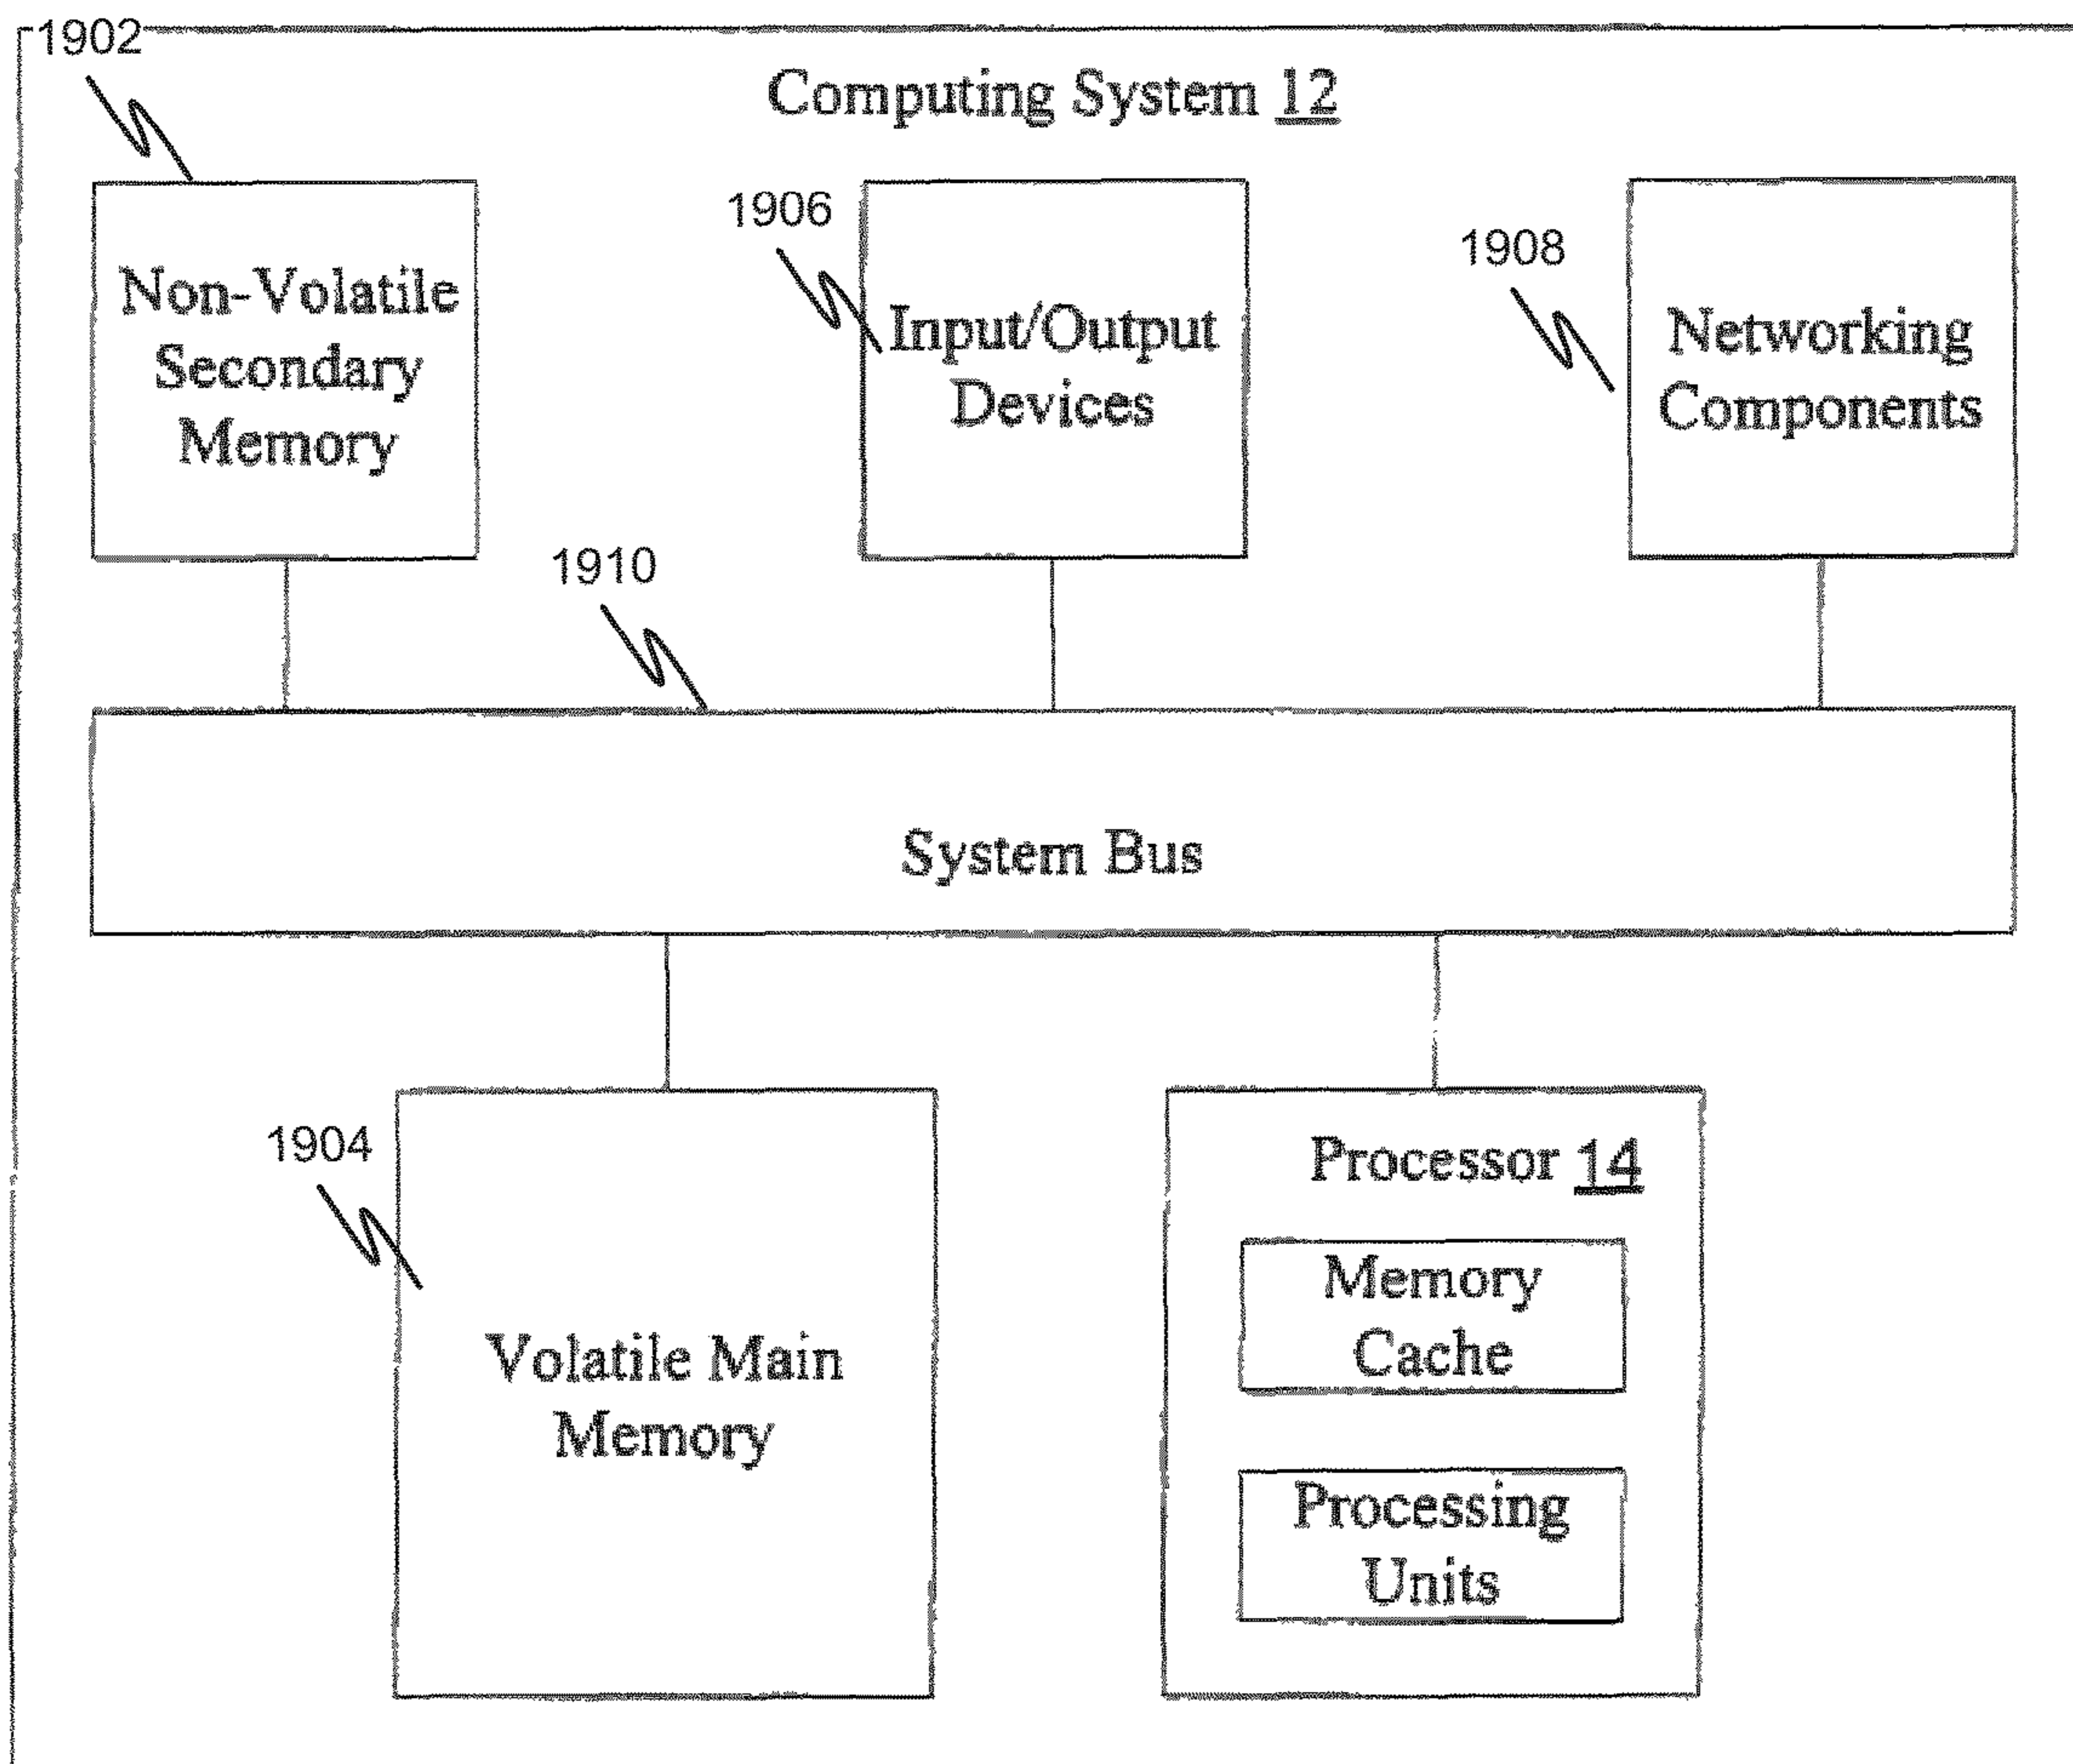 1902
Computing System 12
1906
1908
Non-Volatile
Secondary
Memory
Input/Output
Devices
Networking
Components
1910
System Bus
1904
Volatile Main
Memory
Processor 14
Memory
Cache
Processing
Units